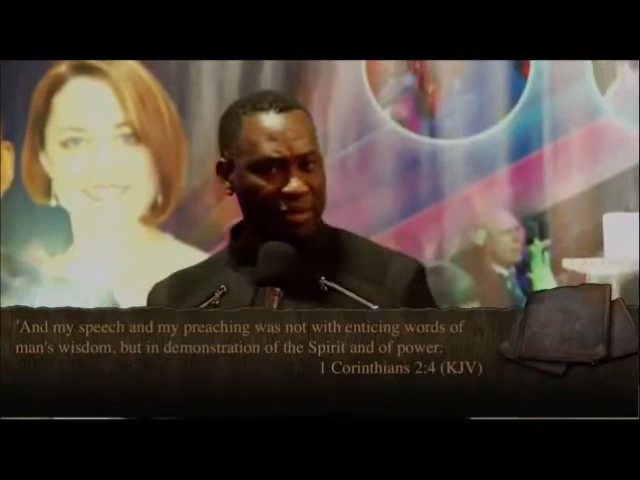 'And my speech and my preaching was not with enticing words of
man's wisdom, but in demonstration of the Spirit and of power:
1 Corinthians 2:4 (KJV)